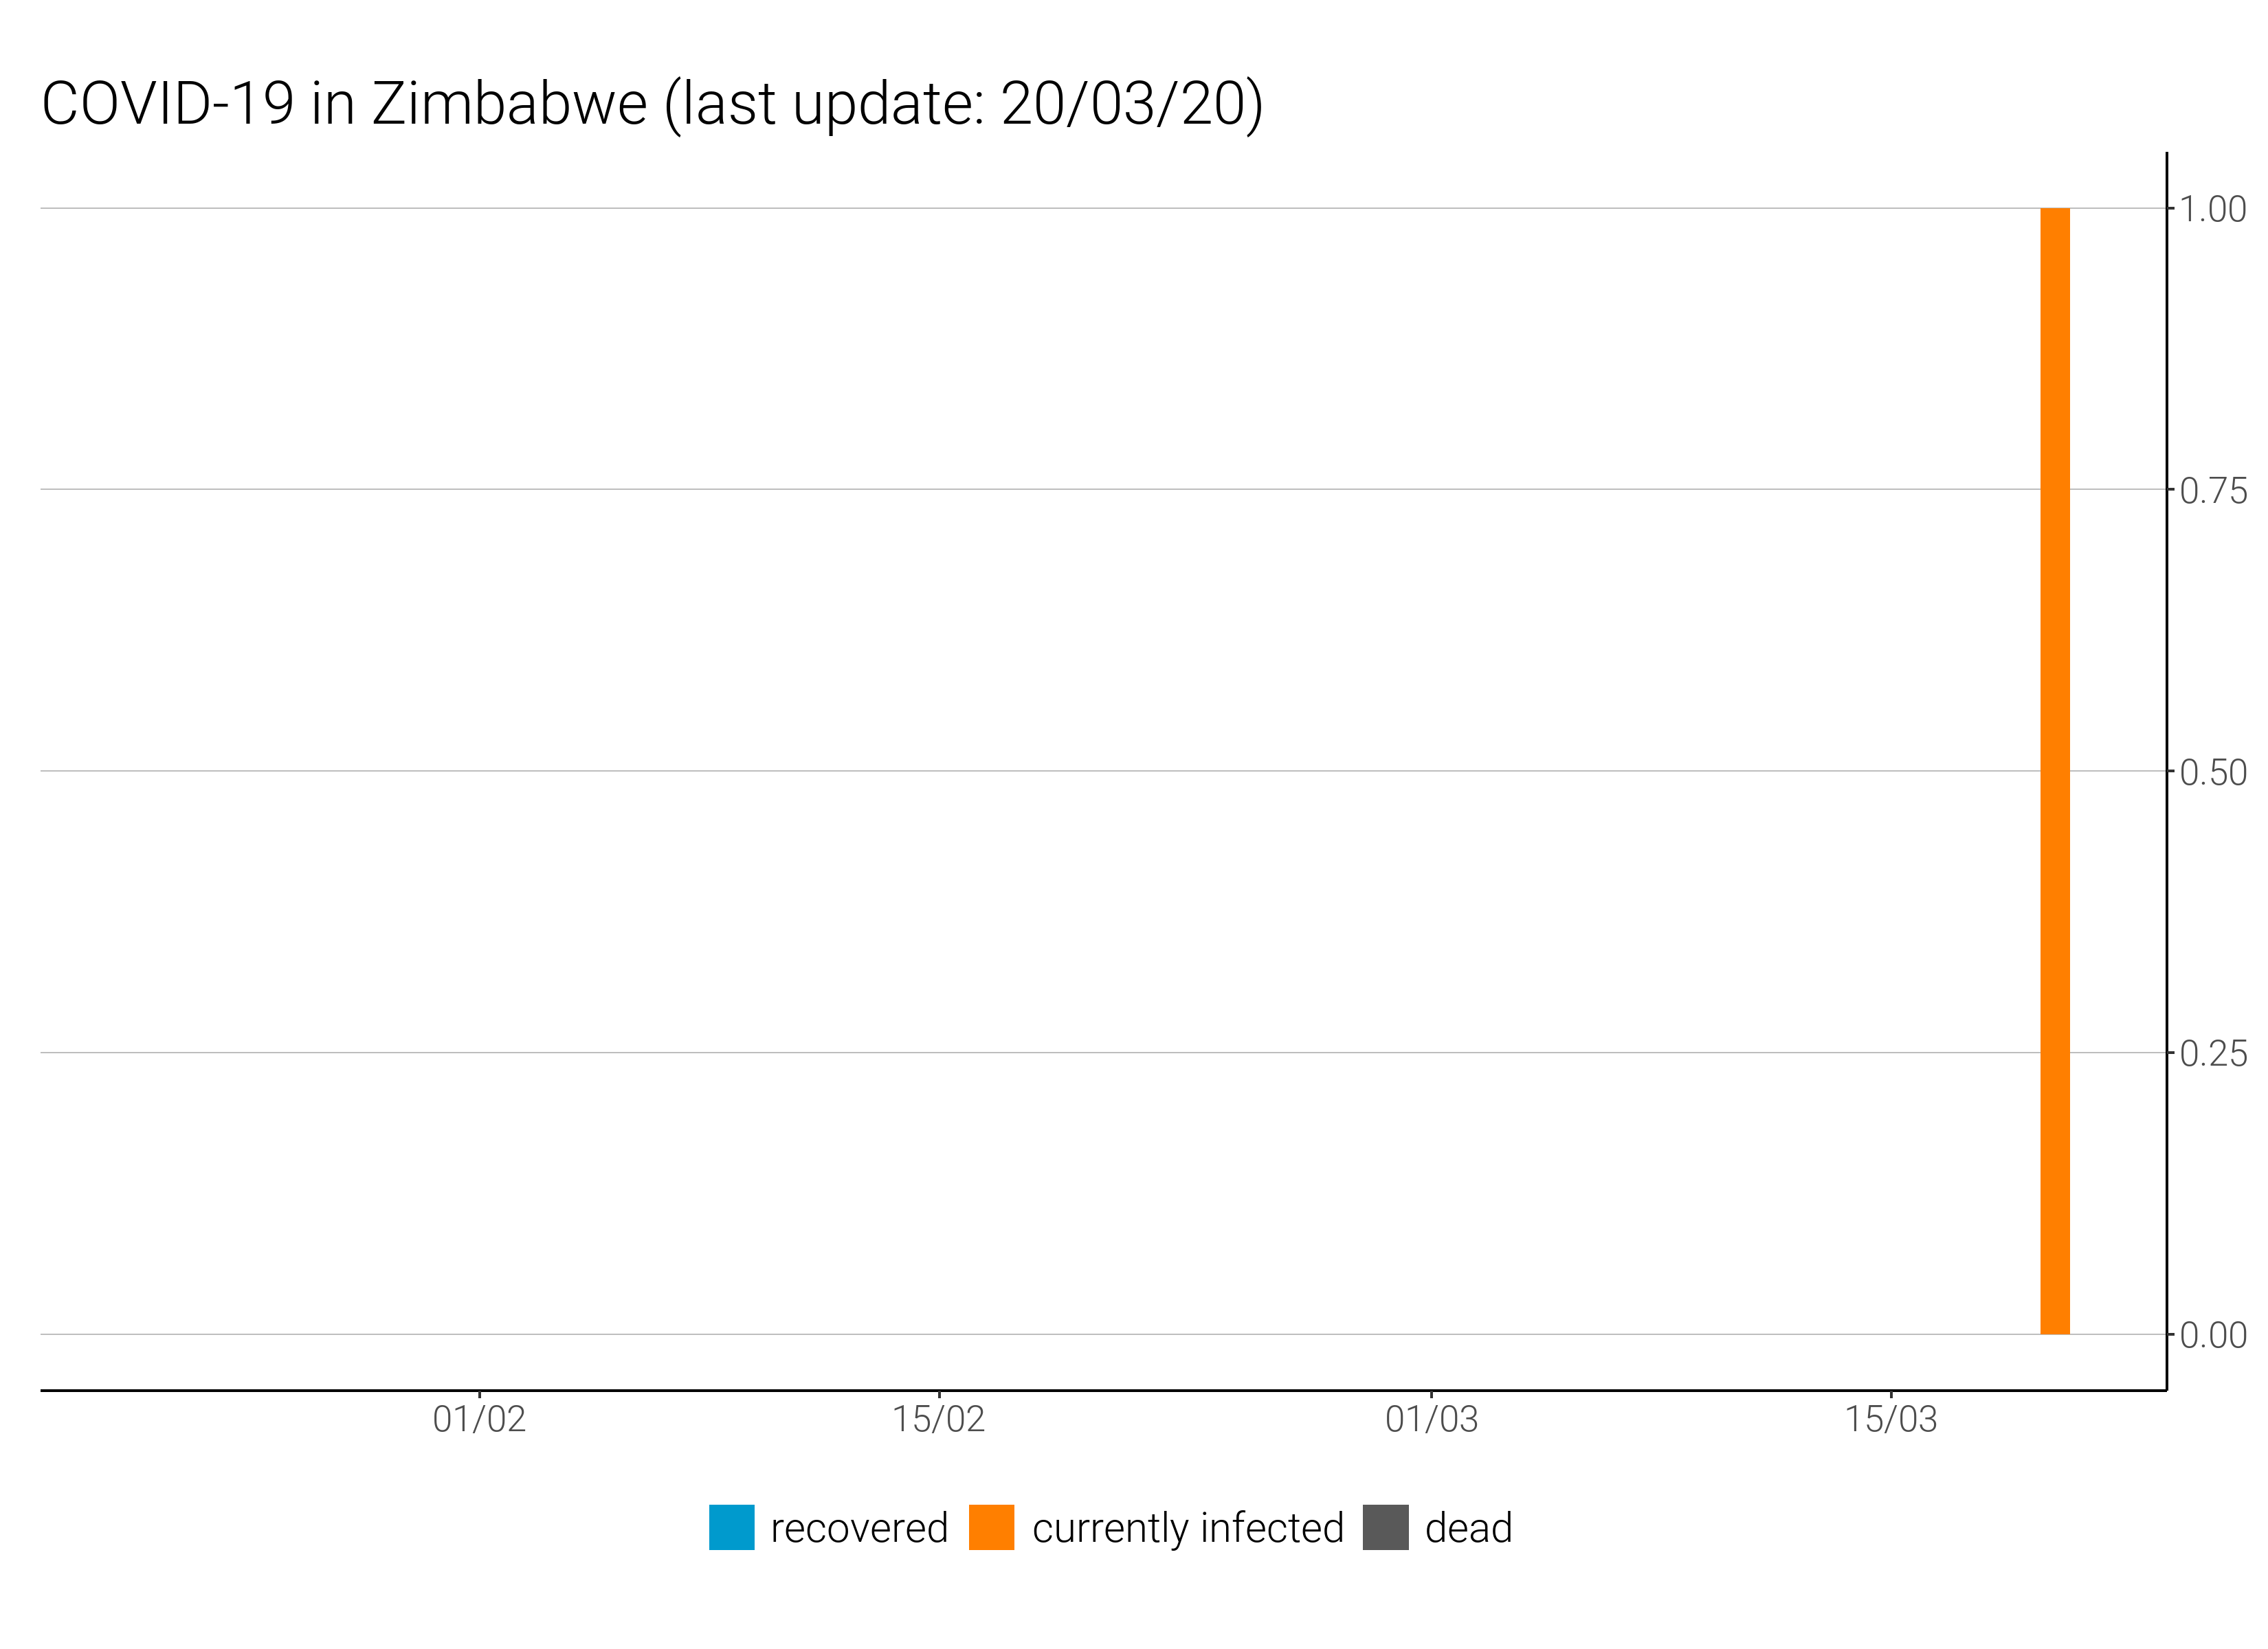 COVID-19 in Zimbabwe (last update: 20/03/20)
1.00
0.75
0.50
0.25
0.00
01/02 15/02 01/03 15/03
recovered currently infected dead